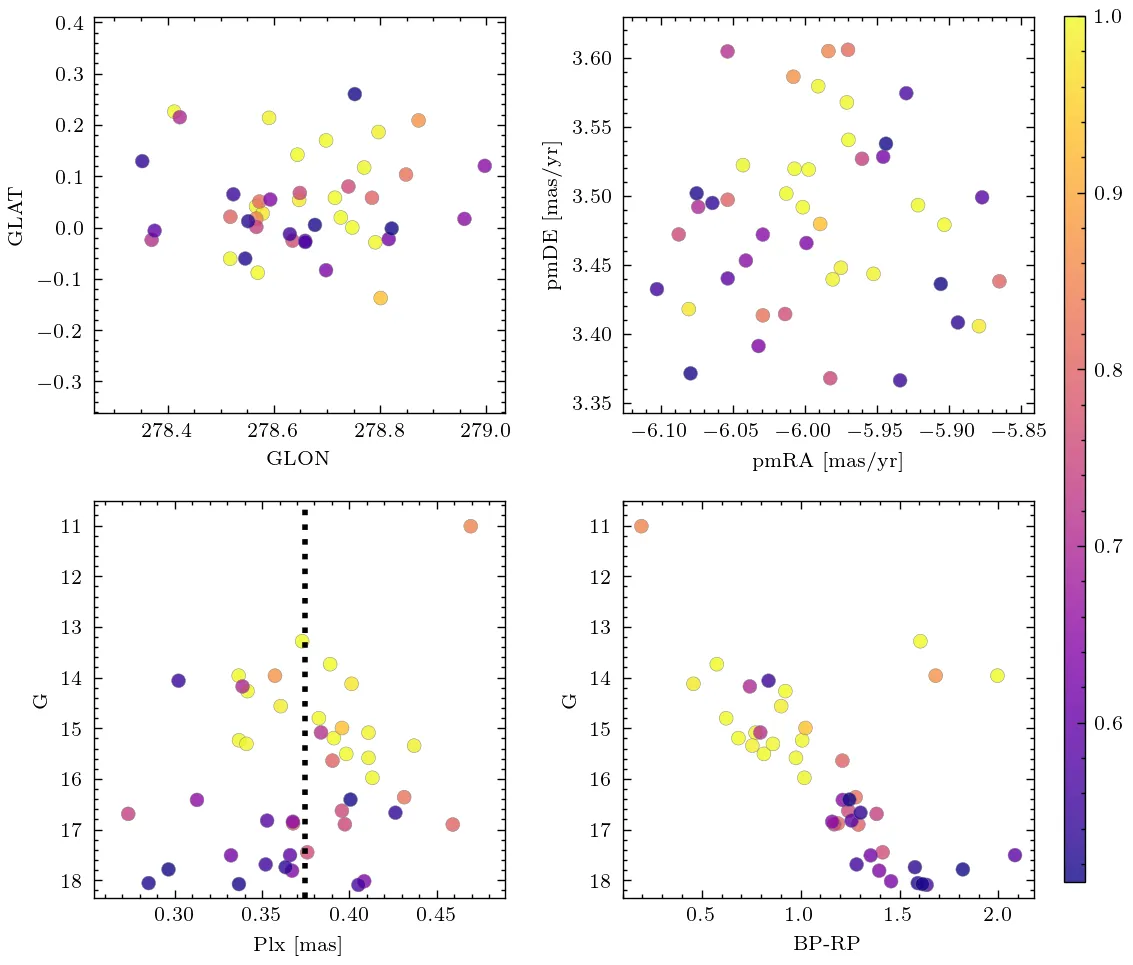 0.4
0.3
0.2
0.1
0.0
−0.1
−0.2
−0.3
GLAT
278.4 278.6 278.8 279.0
GLON
3.60
3.55
3.50
3.45
3.40
3.35
pmDE [mas/yr]
−6.10 −6.05 −6.00 −5.95 −5.90 −5.85
pmRA [mas/yr]
1.0
0.9
0.8
0.7
0.6
11
12
13
14
15
16
17
18
G
0.30 0.35 0.40 0.45
Plx [mas]
11
12
13
14
15
16
17
18
G
0.5 1.0 1.5 2.0
BP-RP